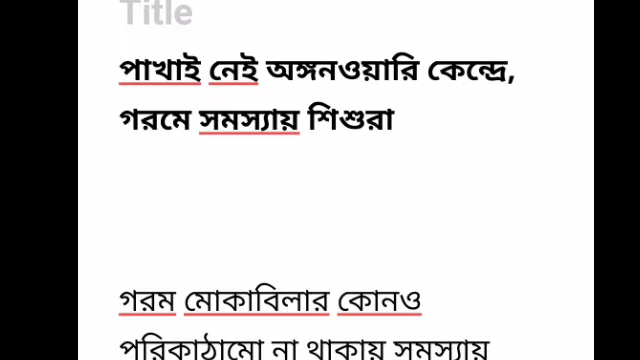 Title
পাখাই নেই অঙ্গনওয়ারি কেন্দ্রে,
গরমে সমস্যায় শিশুরা
গরম মোকাবিলার কোনও
পরিকাঠামো না থাকায় সমস্যায়